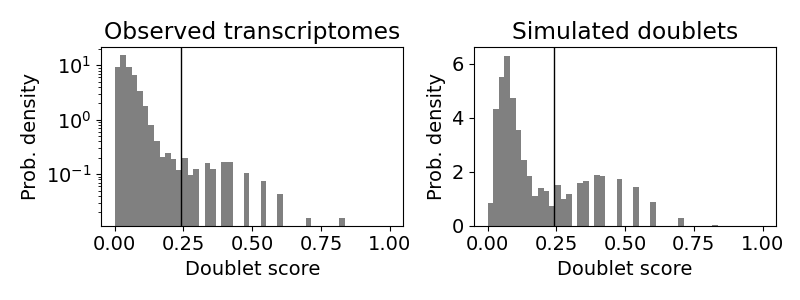 Observed transcriptomes
Prob. density
10¹
10⁰
10⁻¹
0.00 0.25 0.50 0.75 1.00
Doublet score
Simulated doublets
Prob. density
6
4
2
0
0.00 0.25 0.50 0.75 1.00
Doublet score